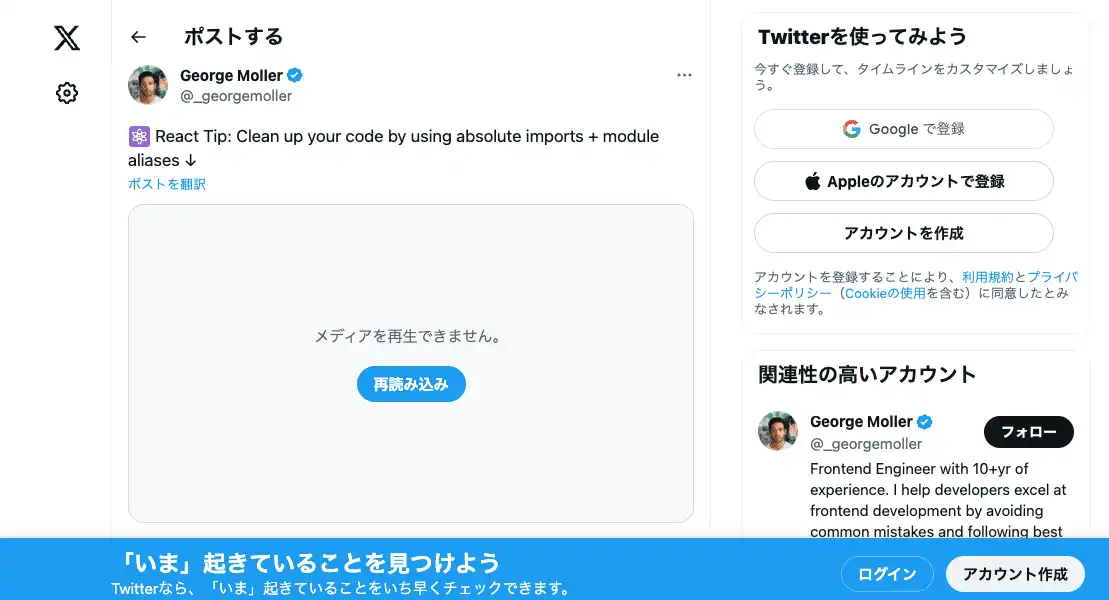 ポストする
George Moller
@_georgemoller
React Tip: Clean up your code by using absolute imports + module
aliases ↓
ポストを翻訳
メディアを再生できません。
再読み込み
Twitterを使ってみよう
今すぐ登録して、タイムラインをカスタマイズしましょ
う。
Google で登録
Appleのアカウントで登録
アカウントを作成
アカウントを登録することにより、利用規約とプライバ
シーポリシー（Cookieの使用を含む）に同意したとみ
なされます。
関連性の高いアカウント
George Moller
@_georgemoller
フォロー
Frontend Engineer with 10+yr of
experience. I help developers excel at
frontend development by avoiding
common mistakes and following best
「いま」起きていることを見つけよう
Twitterなら、「いま」起きていることをいち早くチェックできます。
ログイン
アカウント作成